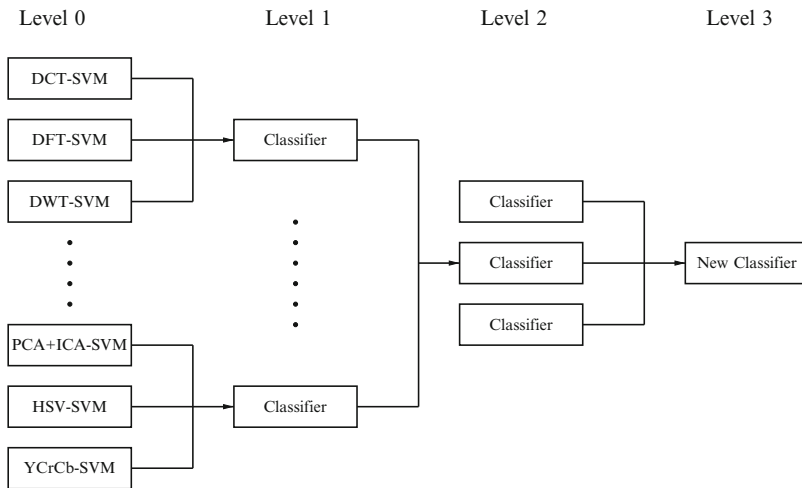 Level 0 Level 1 Level 2 Level 3
DCT-SVM
DFT-SVM Classifier
DWT-SVM Classifier
Classifier New Classifier
Classifier
PCA+ICA-SVM
HSV-SVM Classifier
YCrCb-SVM